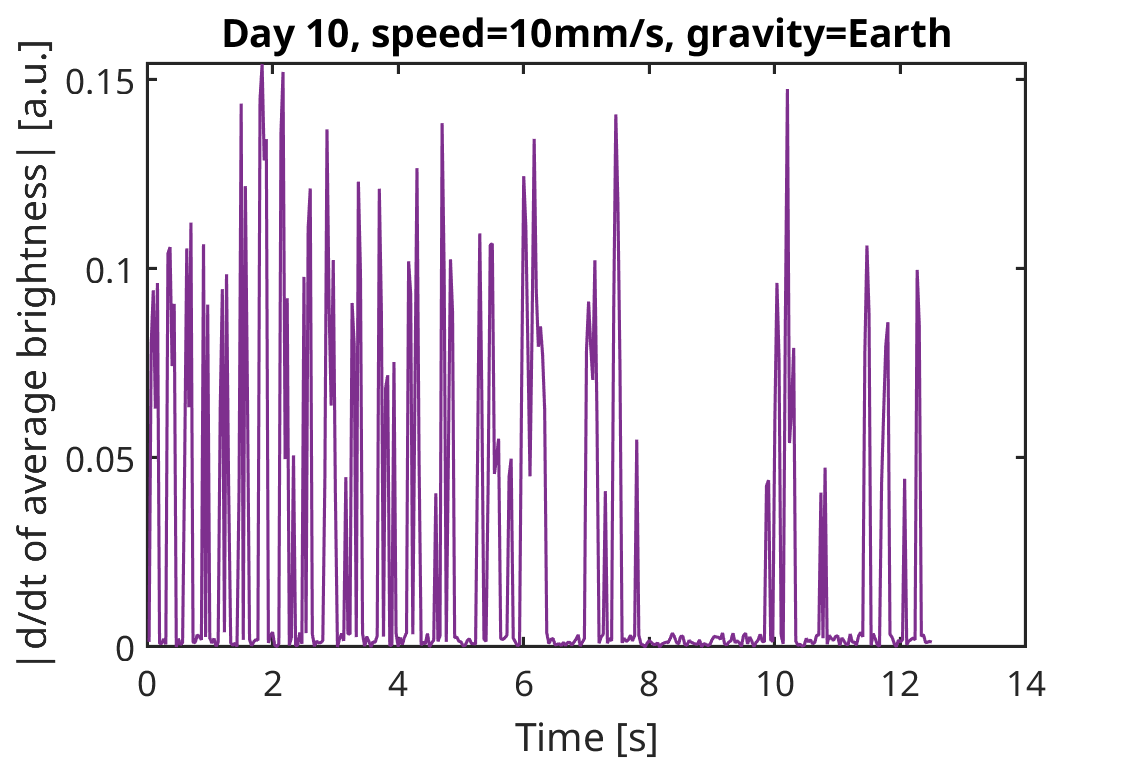 Day 10, speed=10mm/s, gravity=Earth
|d/dt of average brightness| [a.u.]
0.15
0.1
0.05
0
0 2 4 6 8 10 12 14
Time [s]